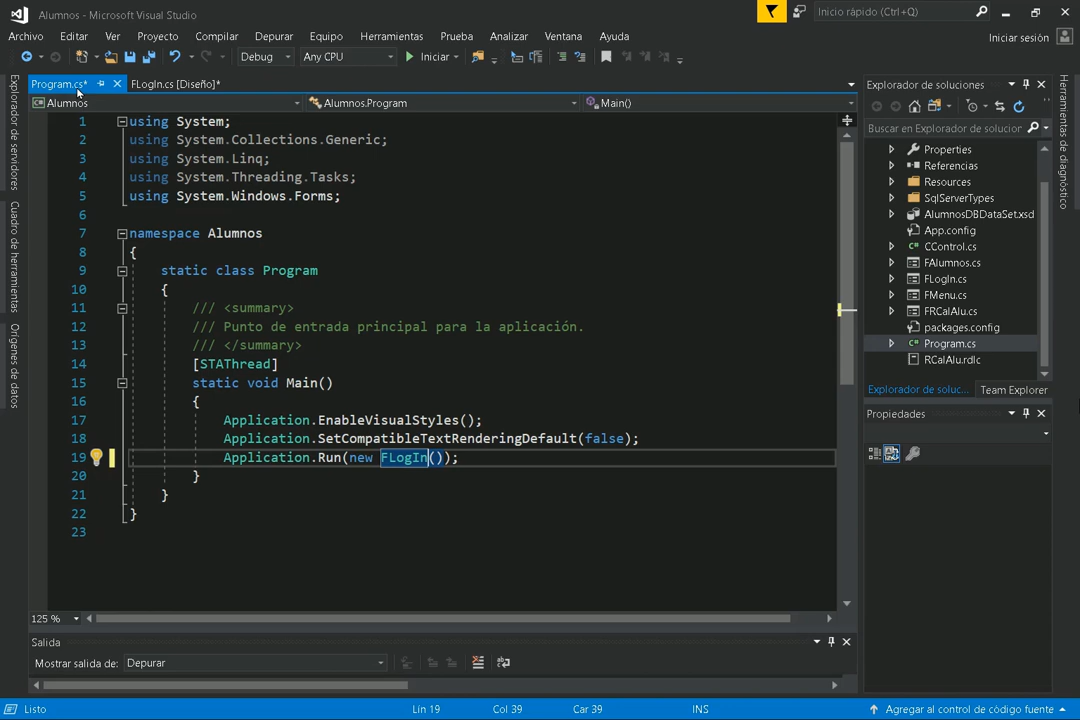 Alumnos - Microsoft Visual Studio
Inicio rápido (Ctrl+Q)
Archivo Editar Ver Proyecto Compilar Depurar Equipo Herramientas Prueba Analizar Ventana Ayuda
Iniciar sesión
Debug Any CPU Iniciar
Program.cs* FLogIn.cs [Diseño]*
Alumnos Alumnos.Program Main()
1 using System;
2 using System.Collections.Generic;
3 using System.Linq;
4 using System.Threading.Tasks;
5 using System.Windows.Forms;
6
7 namespace Alumnos
8 {
9 static class Program
10 {
11 /// <summary>
12 /// Punto de entrada principal para la aplicación.
13 /// </summary>
14 [STAThread]
15 static void Main()
16 {
17 Application.EnableVisualStyles();
18 Application.SetCompatibleTextRenderingDefault(false);
19 Application.Run(new FLogIn());
20 }
21 }
22 }
23
125 %
Salida
Mostrar salida de: Depurar
Listo Lín 19 Col 39 Car 39 INS Agregar al control de código fuente
Explorador de servidores
Cuadro de herramientas
Orígenes de datos
Explorador de soluciones
Buscar en Explorador de solucior
Properties
Referencias
Resources
SqlServerTypes
AlumnosDBDataSet.xsd
App.config
CControl.cs
FAlumnos.cs
FLogIn.cs
FMenu.cs
FRCalAlu.cs
packages.config
Program.cs
RCalAlu.rdlc
Explorador de soluc... Team Explorer
Propiedades
Herramientas de diagnóstico